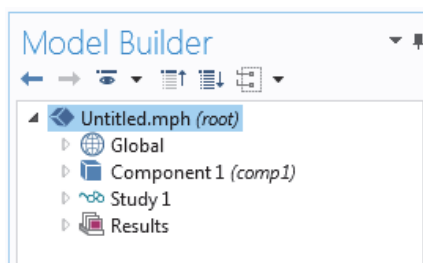 Model Builder
Untitled.mph (root)
Global
Component 1 (comp1)
Study 1
Results